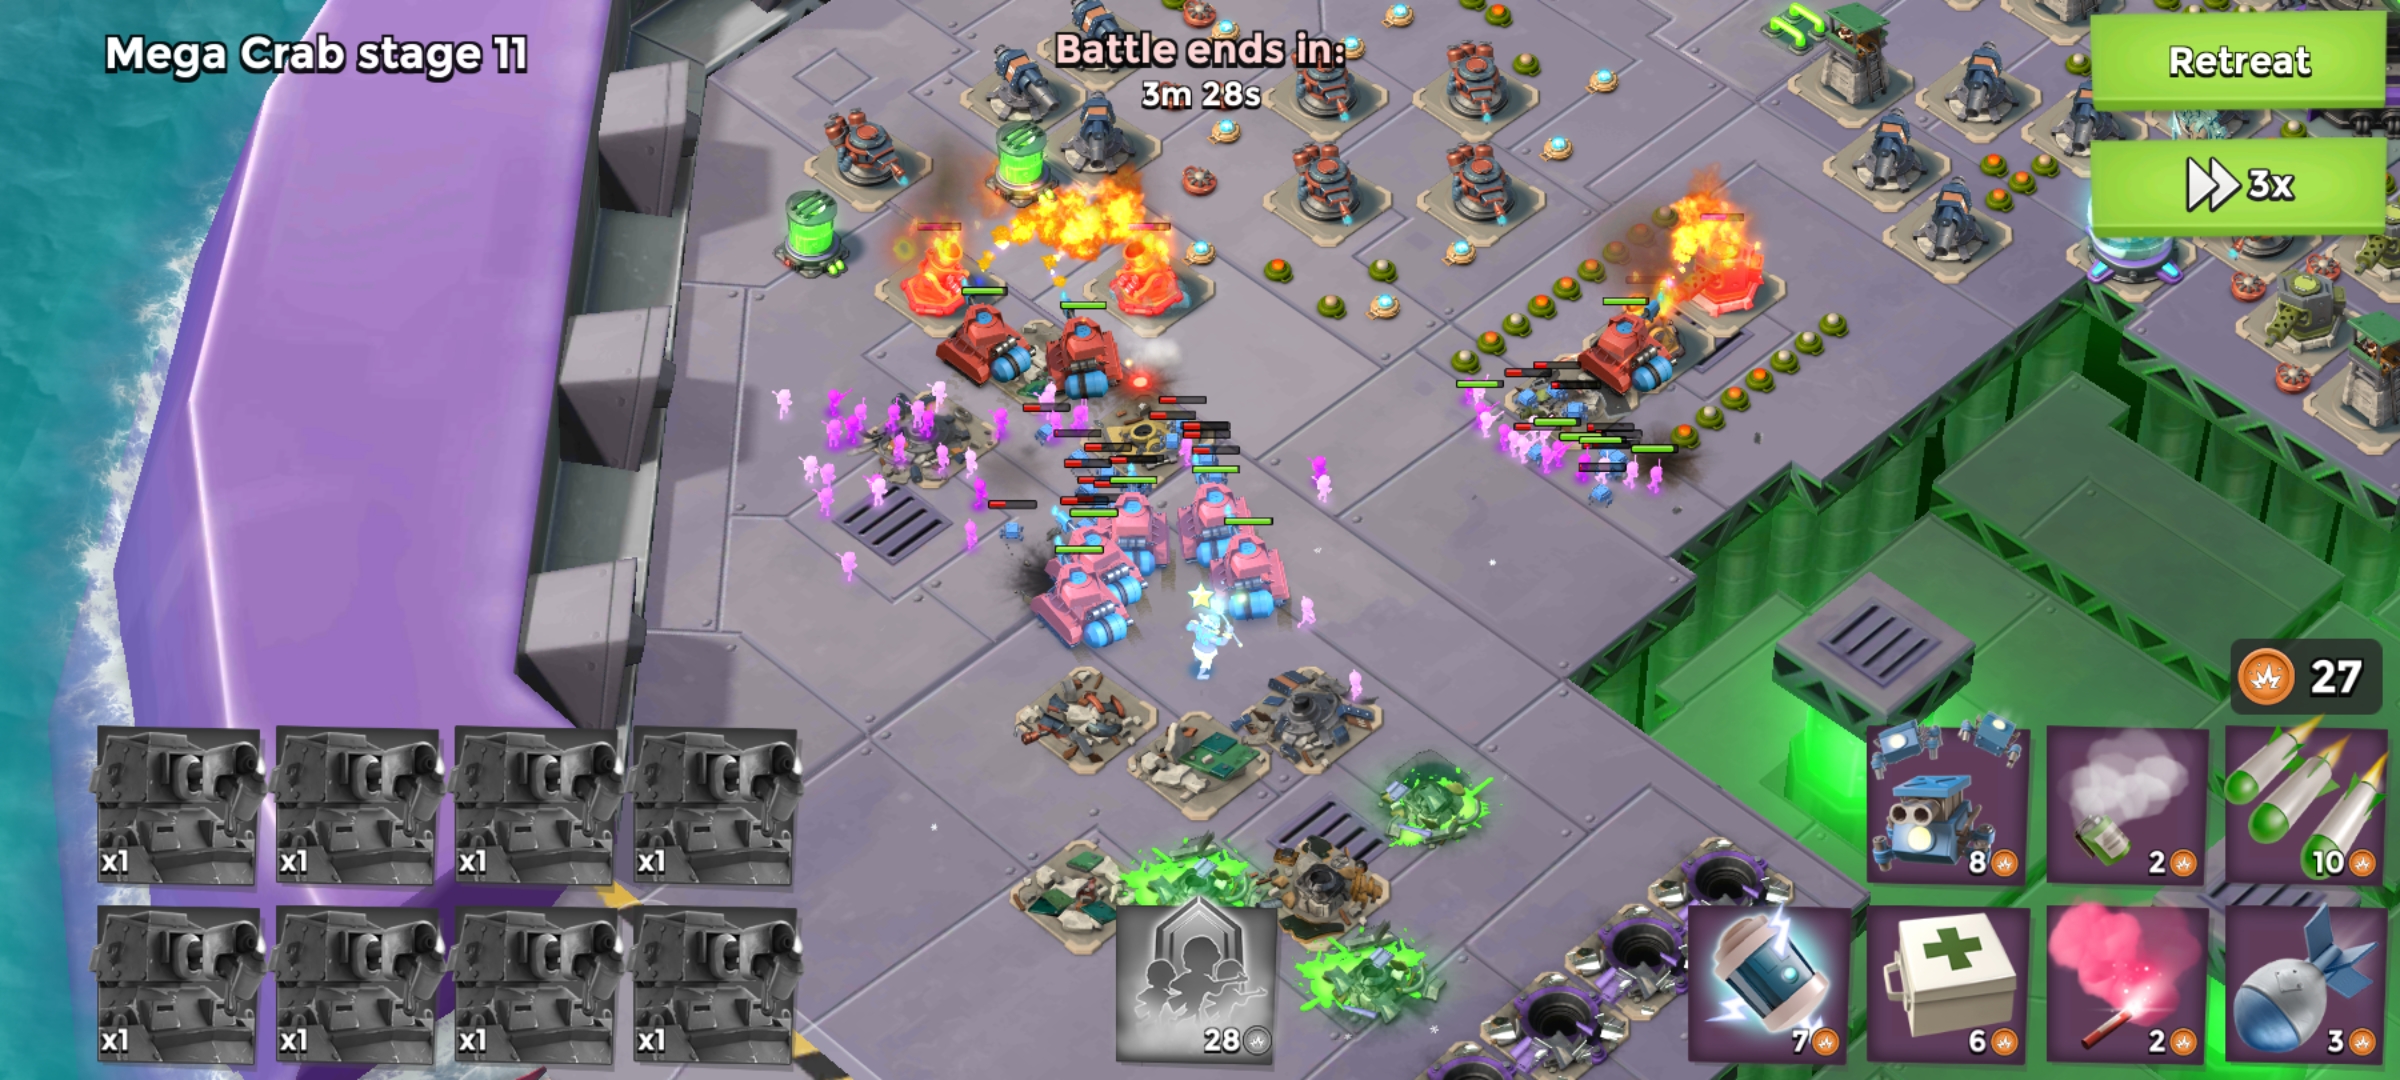 Mega Crab stage 11
Battle ends in:
3m 28s
Retreat
3x
27
8
2
10
x1
x1
x1
x1
x1
x1
x1
x1
28
7
6
2
3